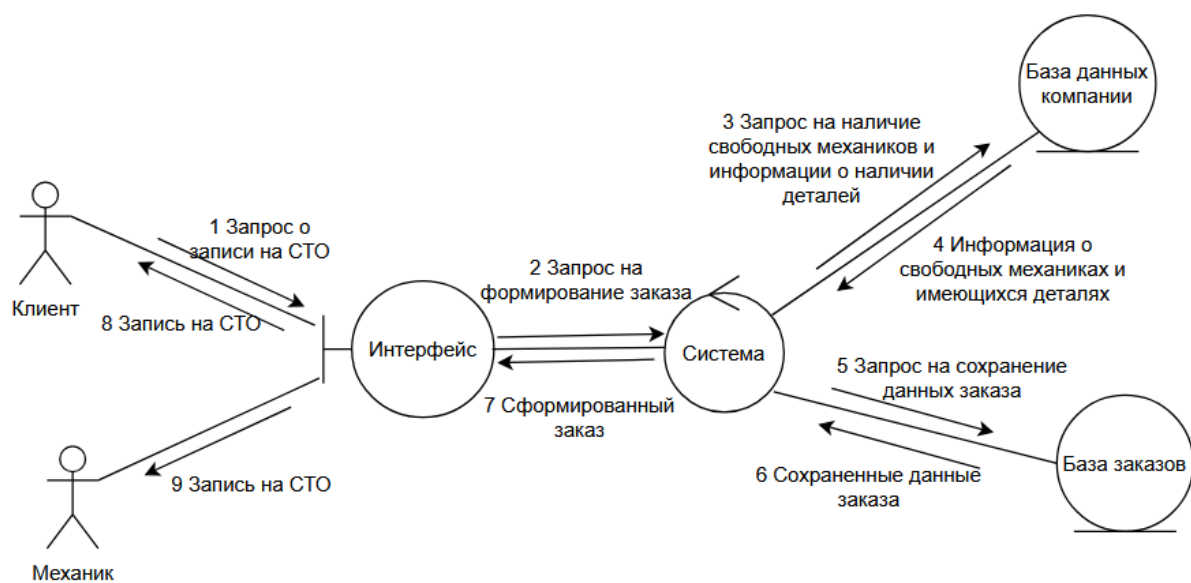 База данных
компании
3 Запрос на наличие
свободных механиков и
информации о наличии
деталей
1 Запрос о
записи на СТО
4 Информация о
свободных механиках и
имеющихся деталях
2 Запрос на
формирование заказа
Клиент
8 Запись на СТО
Интерфейс
Система
5 Запрос на сохранение
данных заказа
7 Сформированный
заказ
База заказов
9 Запись на СТО
6 Сохраненные данные
заказа
Механик